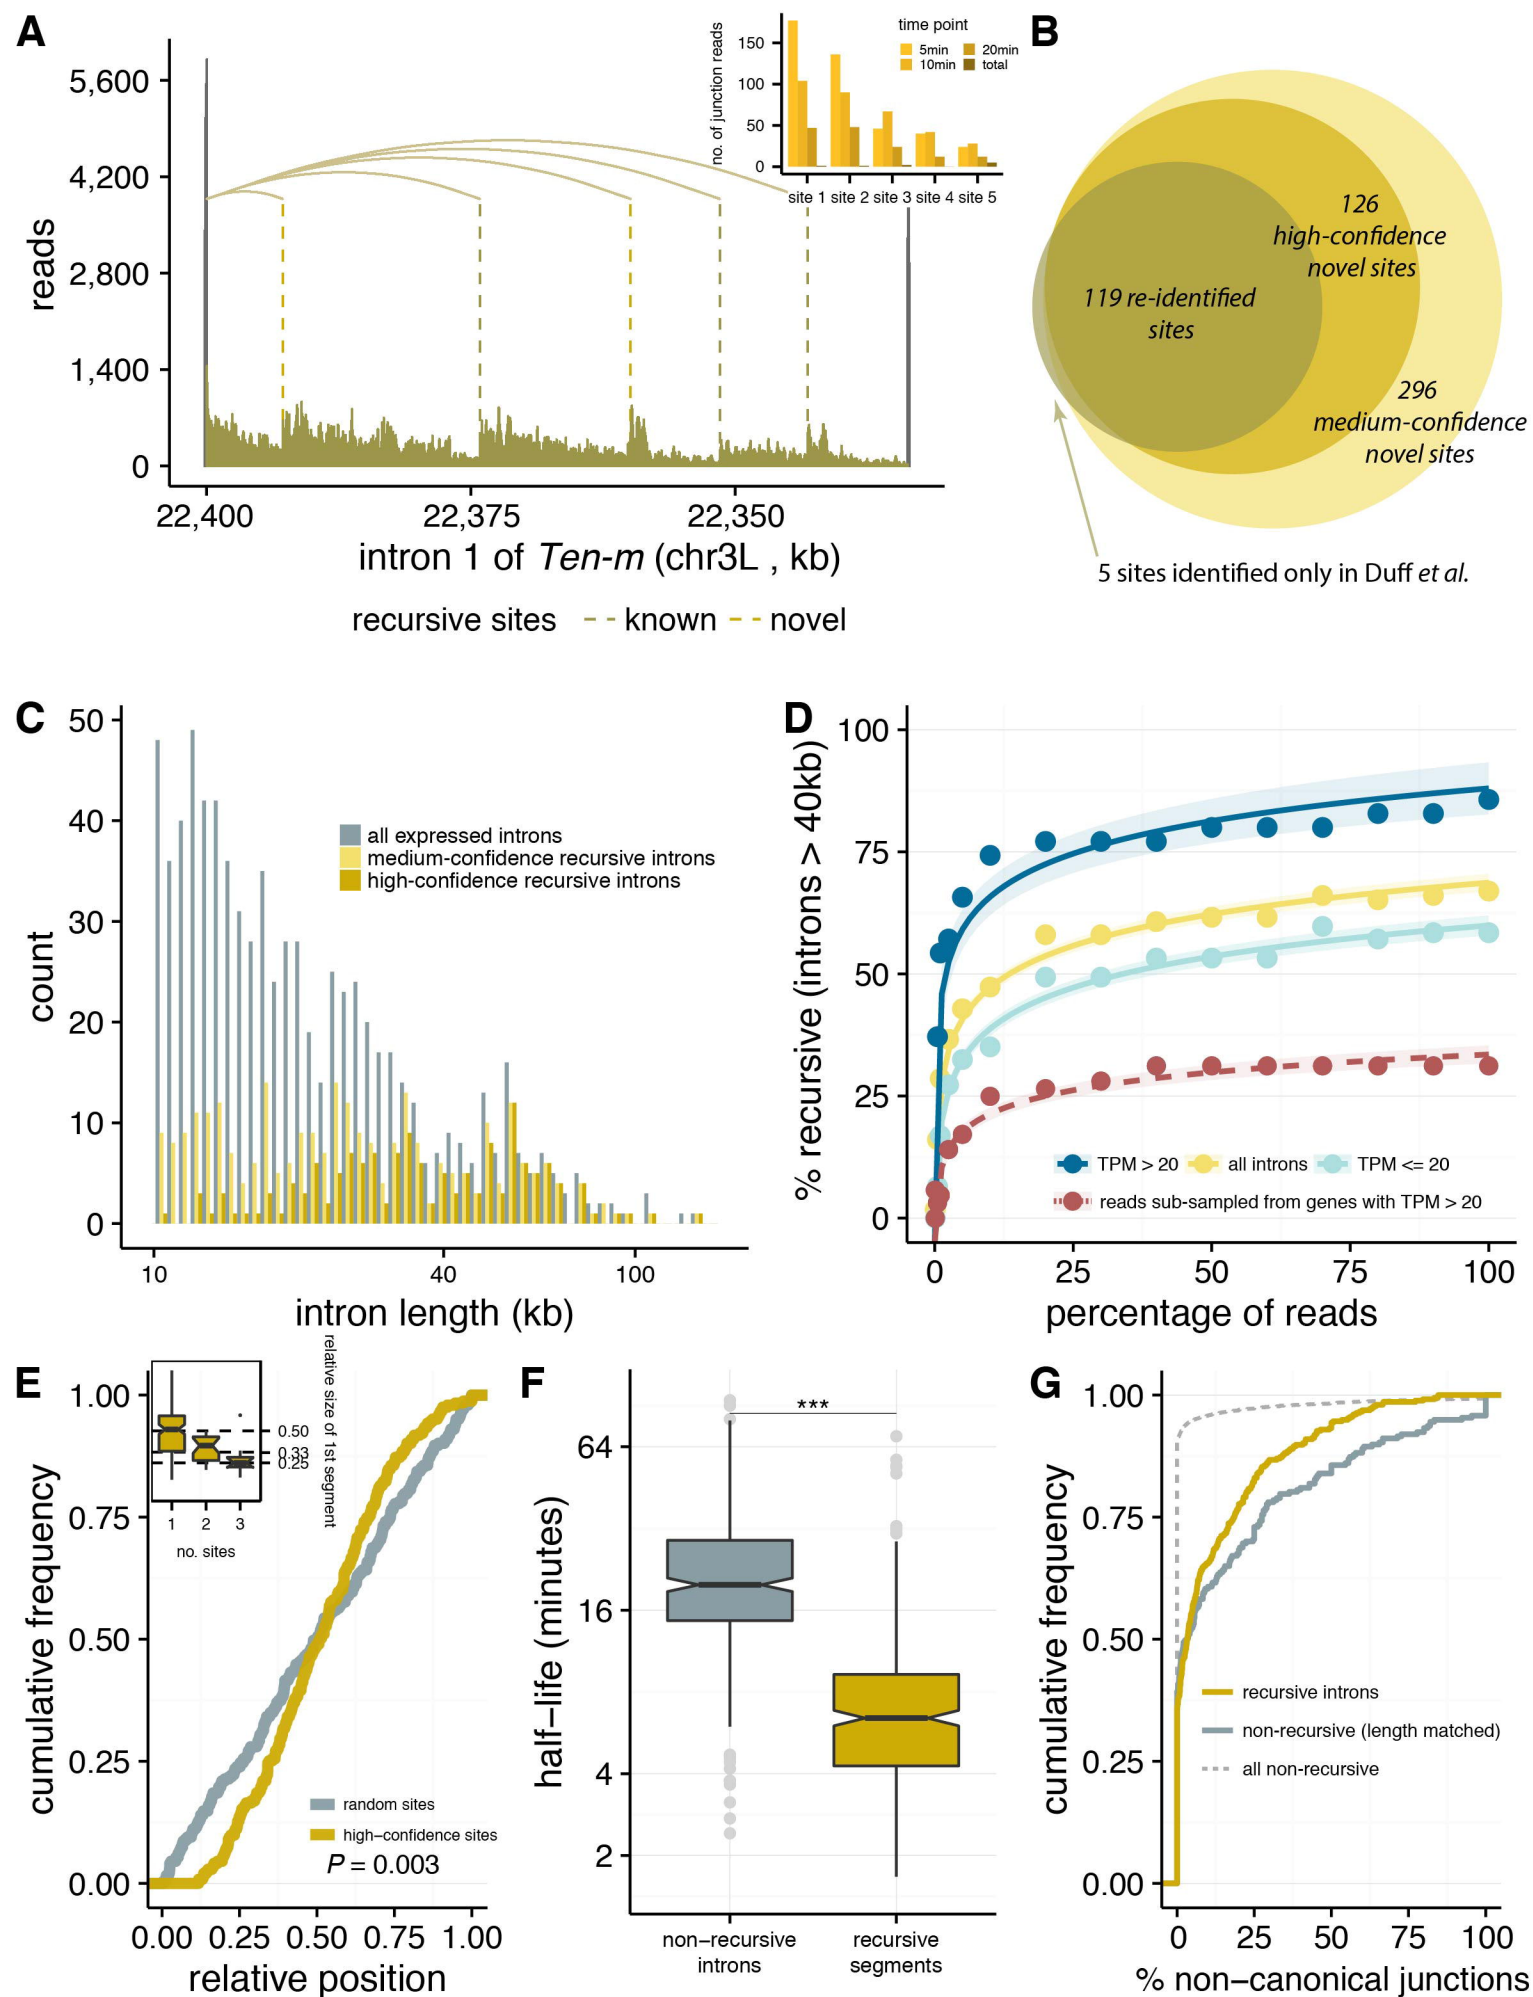 A
5,600
4,200
2,800
1,400
0
reads
22,400
22,375
22,350
intron 1 of Ten-m (chr3L , kb)
recursive sites
known
novel
no. of junction reads
150
100
50
0
time point
5min
20min
10min
total
site 1
site 2
site 3
site 4
site 5
B
126
high-confidence
novel sites
119 re-identified
sites
296
medium-confidence
novel sites
5 sites identified only in Duff et al.
C
50
40
30
20
10
0
count
all expressed introns
medium-confidence recursive introns
high-confidence recursive introns
10
40
100
intron length (kb)
D
100
75
50
25
0
% recursive (introns > 40kb)
TPM > 20
all introns
TPM <= 20
reads sub-sampled from genes with TPM > 20
0
25
50
75
100
percentage of reads
E
1.00
0.75
0.50
0.25
0.00
cumulative frequency
0.50
0.33
0.25
relative size of 1st segment
1
2
3
no. sites
random sites
high−confidence sites
P = 0.003
0.00
0.25
0.50
0.75
1.00
relative position
F
64
16
4
2
half−life (minutes)
***
non-recursive
introns
recursive
segments
G
1.00
0.75
0.50
0.25
0.00
cumulative frequency
recursive introns
non-recursive (length matched)
all non-recursive
0
25
50
75
100
% non−canonical junctions